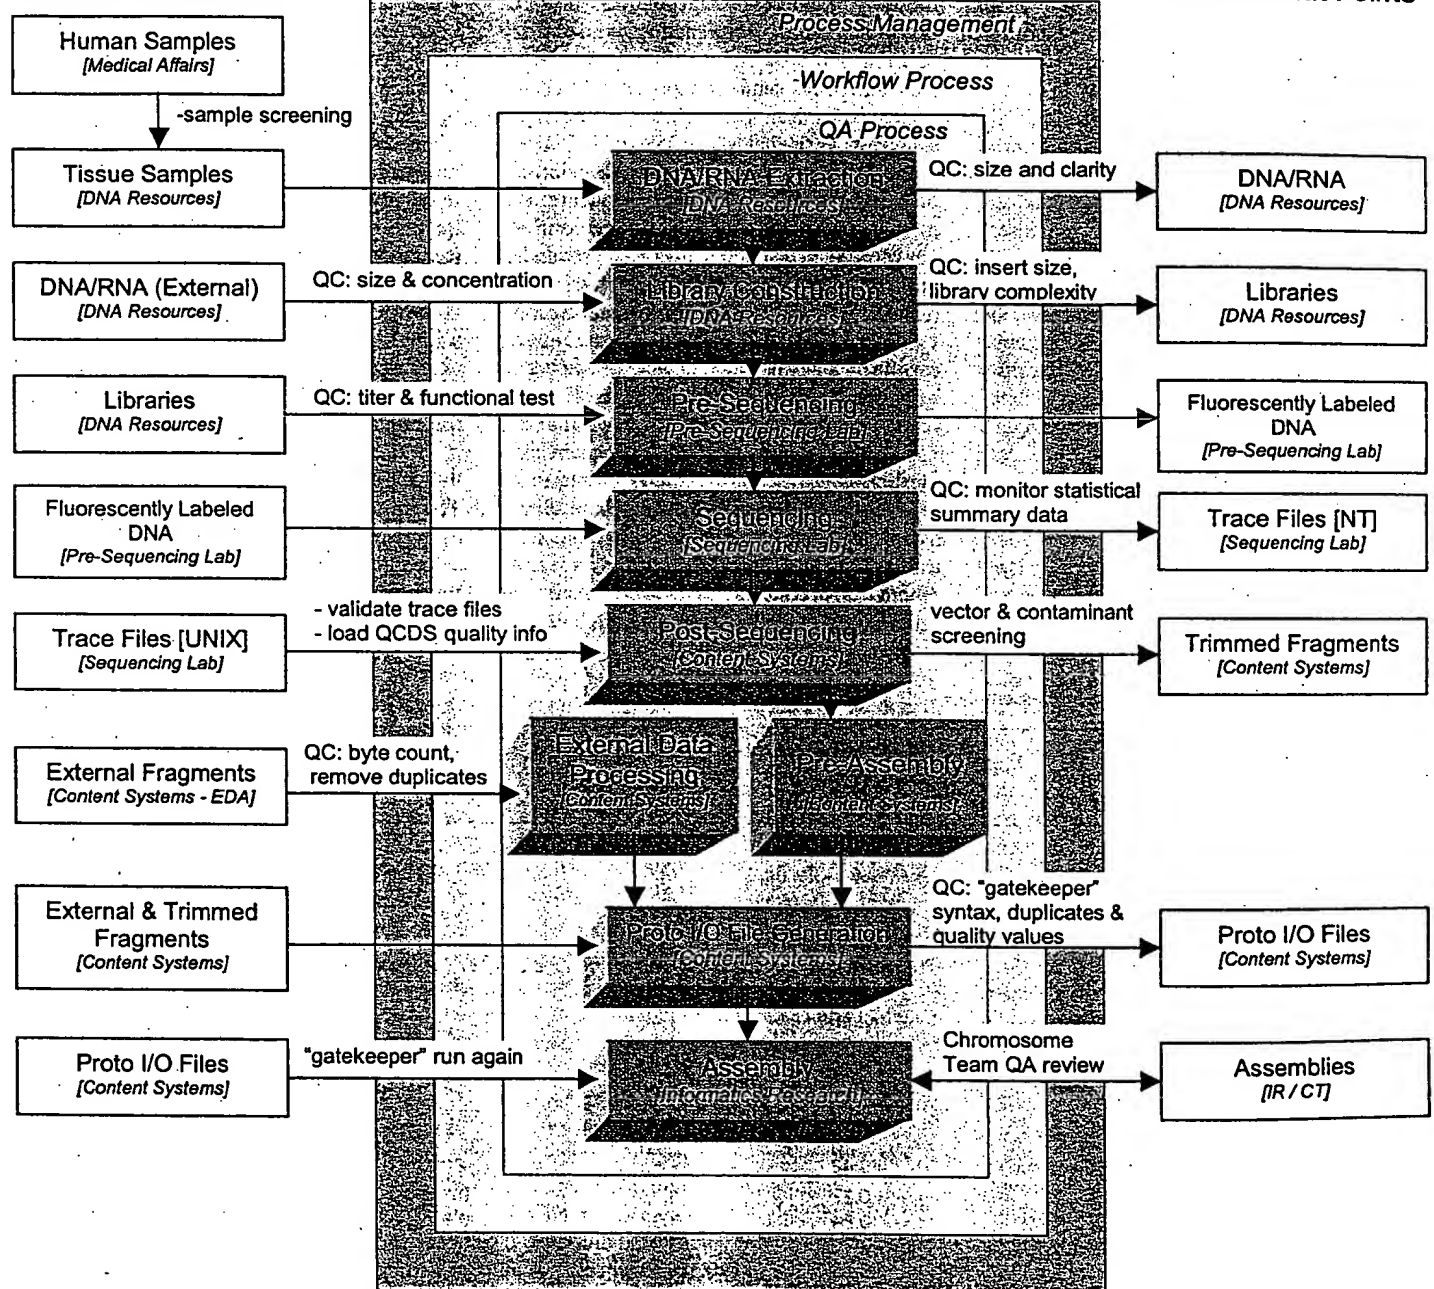 Points
Process Management
Workflow Process
QA Process
Human Samples
[Medical Affairs]
-sample screening
Tissue Samples
[DNA Resources]
DNA/RNA Extraction
[DNA Resources]
QC: size and clarity
DNA/RNA
[DNA Resources]
DNA/RNA (External)
[DNA Resources]
QC: size & concentration
Library Construction
[DNA Resources]
QC: insert size,
library complexity
Libraries
[DNA Resources]
Libraries
[DNA Resources]
QC: titer & functional test
Pre-Sequencing
[Pre-Sequencing Lab]
Fluorescently Labeled
DNA
[Pre-Sequencing Lab]
Fluorescently Labeled
DNA
[Pre-Sequencing Lab]
Sequencing
[Sequencing Lab]
QC: monitor statistical
summary data
Trace Files [NT]
[Sequencing Lab]
Trace Files [UNIX]
[Sequencing Lab]
- validate trace files
- load QCDS quality info
Post Sequencing
[Content Systems]
vector & contaminant
screening
Trimmed Fragments
[Content Systems]
External Fragments
[Content Systems - EDA]
QC: byte count,
remove duplicates
External Data
Processing
[Content Systems]
Pre-Assembly
[Content Systems]
External & Trimmed
Fragments
[Content Systems]
Proto I/O File Generation
[Content Systems]
QC: "gatekeeper"
syntax, duplicates &
quality values
Proto I/O Files
[Content Systems]
Proto I/O Files
[Content Systems]
"gatekeeper" run again
Assembly
[Informatics Research]
Chromosome
Team QA review
Assemblies
[IR / CT]